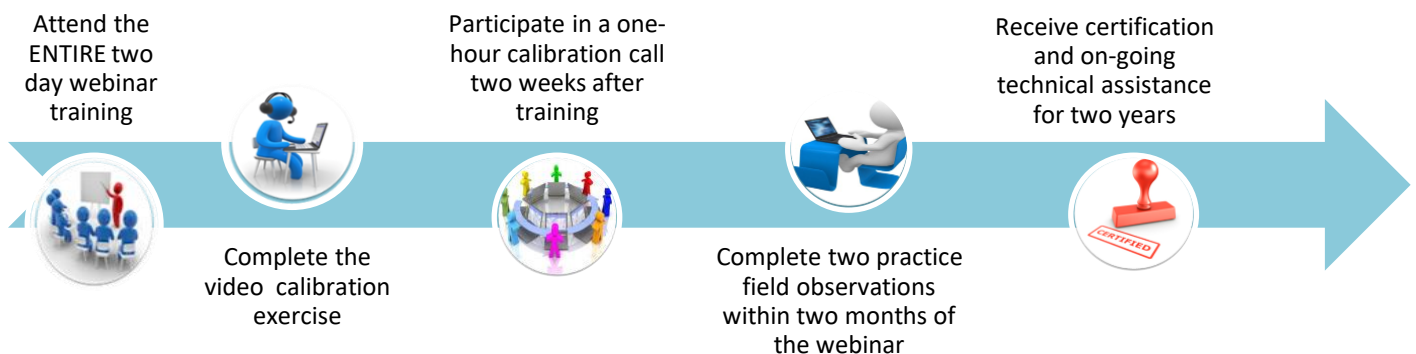 Attend the
ENTIRE two
day webinar
training
Complete the
video calibration
exercise
Participate in a one-
hour calibration call
two weeks after
training
Complete two practice
field observations
within two months of
the webinar
Receive certification
and on-going
technical assistance
for two years
CERTIFIED